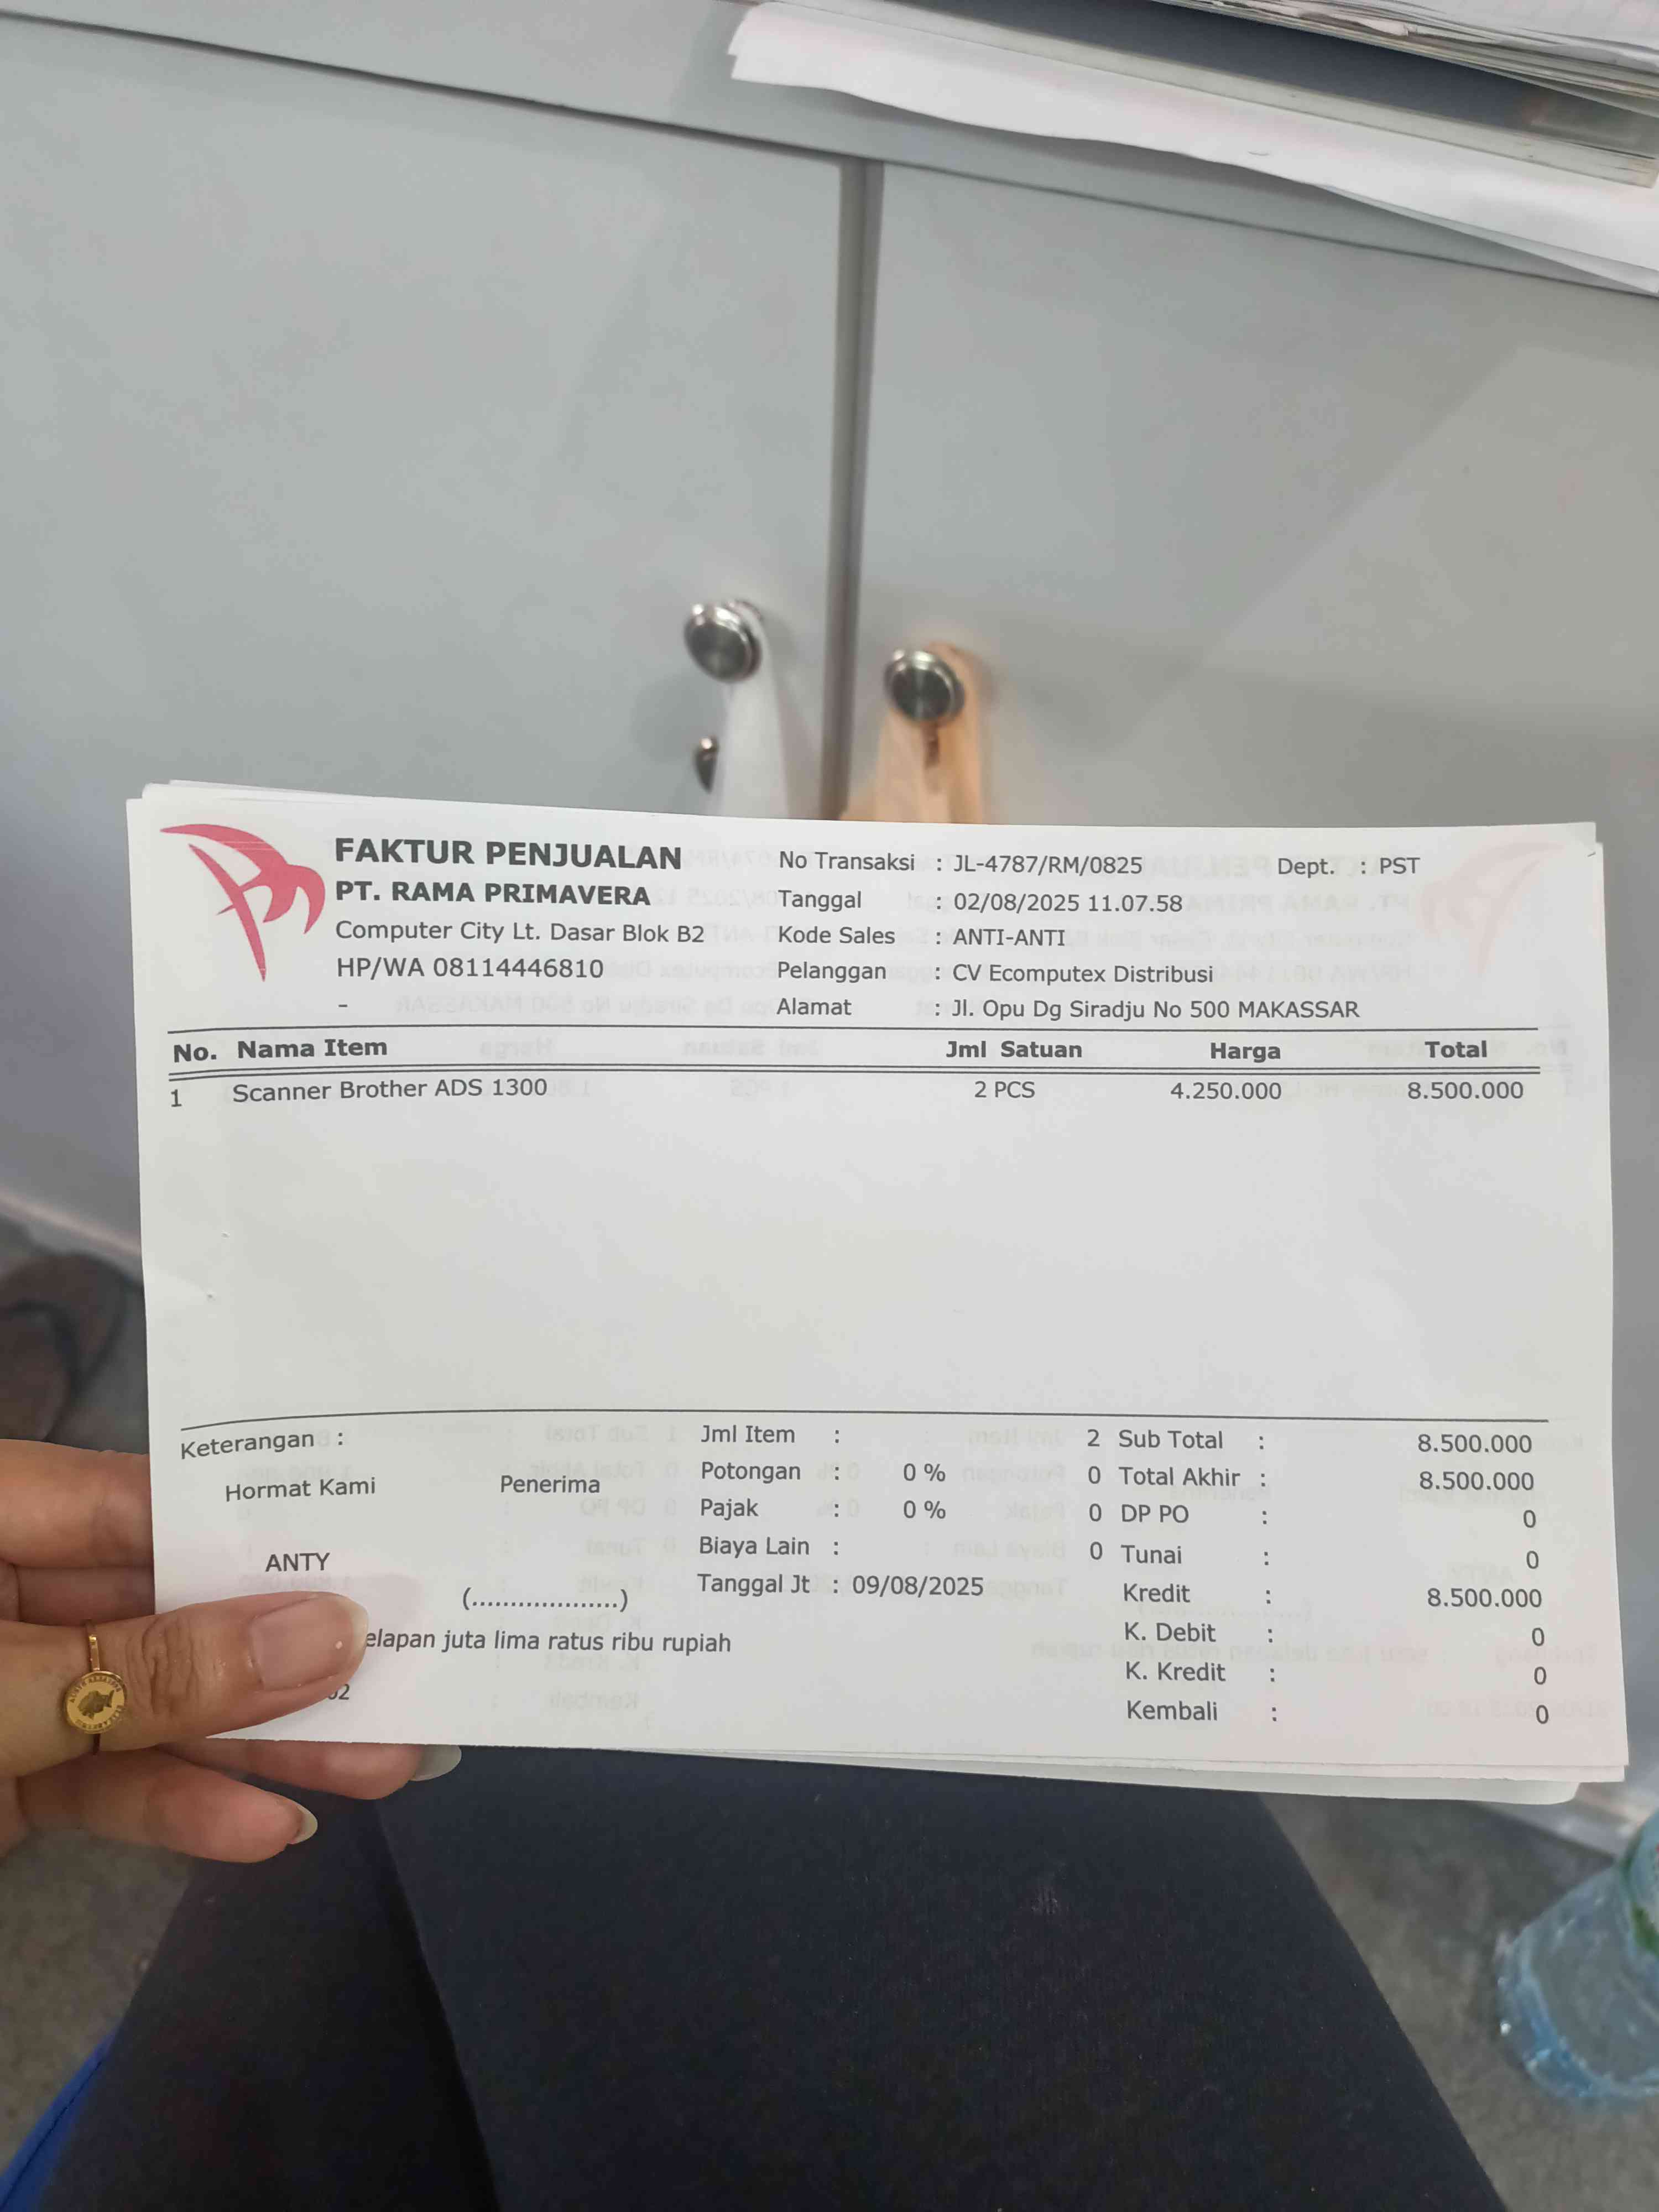 FAKTUR PENJUALAN
PT. RAMA PRIMAVERA
Computer City Lt. Dasar Blok B2
HP/WA 08114446810
-
No Transaksi : JL-4787/RM/0825 Dept. : PST
Tanggal : 02/08/2025 11.07.58
Kode Sales : ANTI-ANTI
Pelanggan : CV Ecomputex Distribusi
Alamat : Jl. Opu Dg Siradju No 500 MAKASSAR
No. Nama Item Jml Satuan Harga Total
1 Scanner Brother ADS 1300 2 PCS 4.250.000 8.500.000
Keterangan :
Hormat Kami Penerima
ANTY
(...................)
elapan juta lima ratus ribu rupiah
02
Jml Item : 2
Potongan : 0 % 0
Pajak : 0 % 0
Biaya Lain : 0
Tanggal Jt : 09/08/2025
Sub Total : 8.500.000
Total Akhir : 8.500.000
DP PO : 0
Tunai : 0
Kredit : 8.500.000
K. Debit : 0
K. Kredit : 0
Kembali : 0